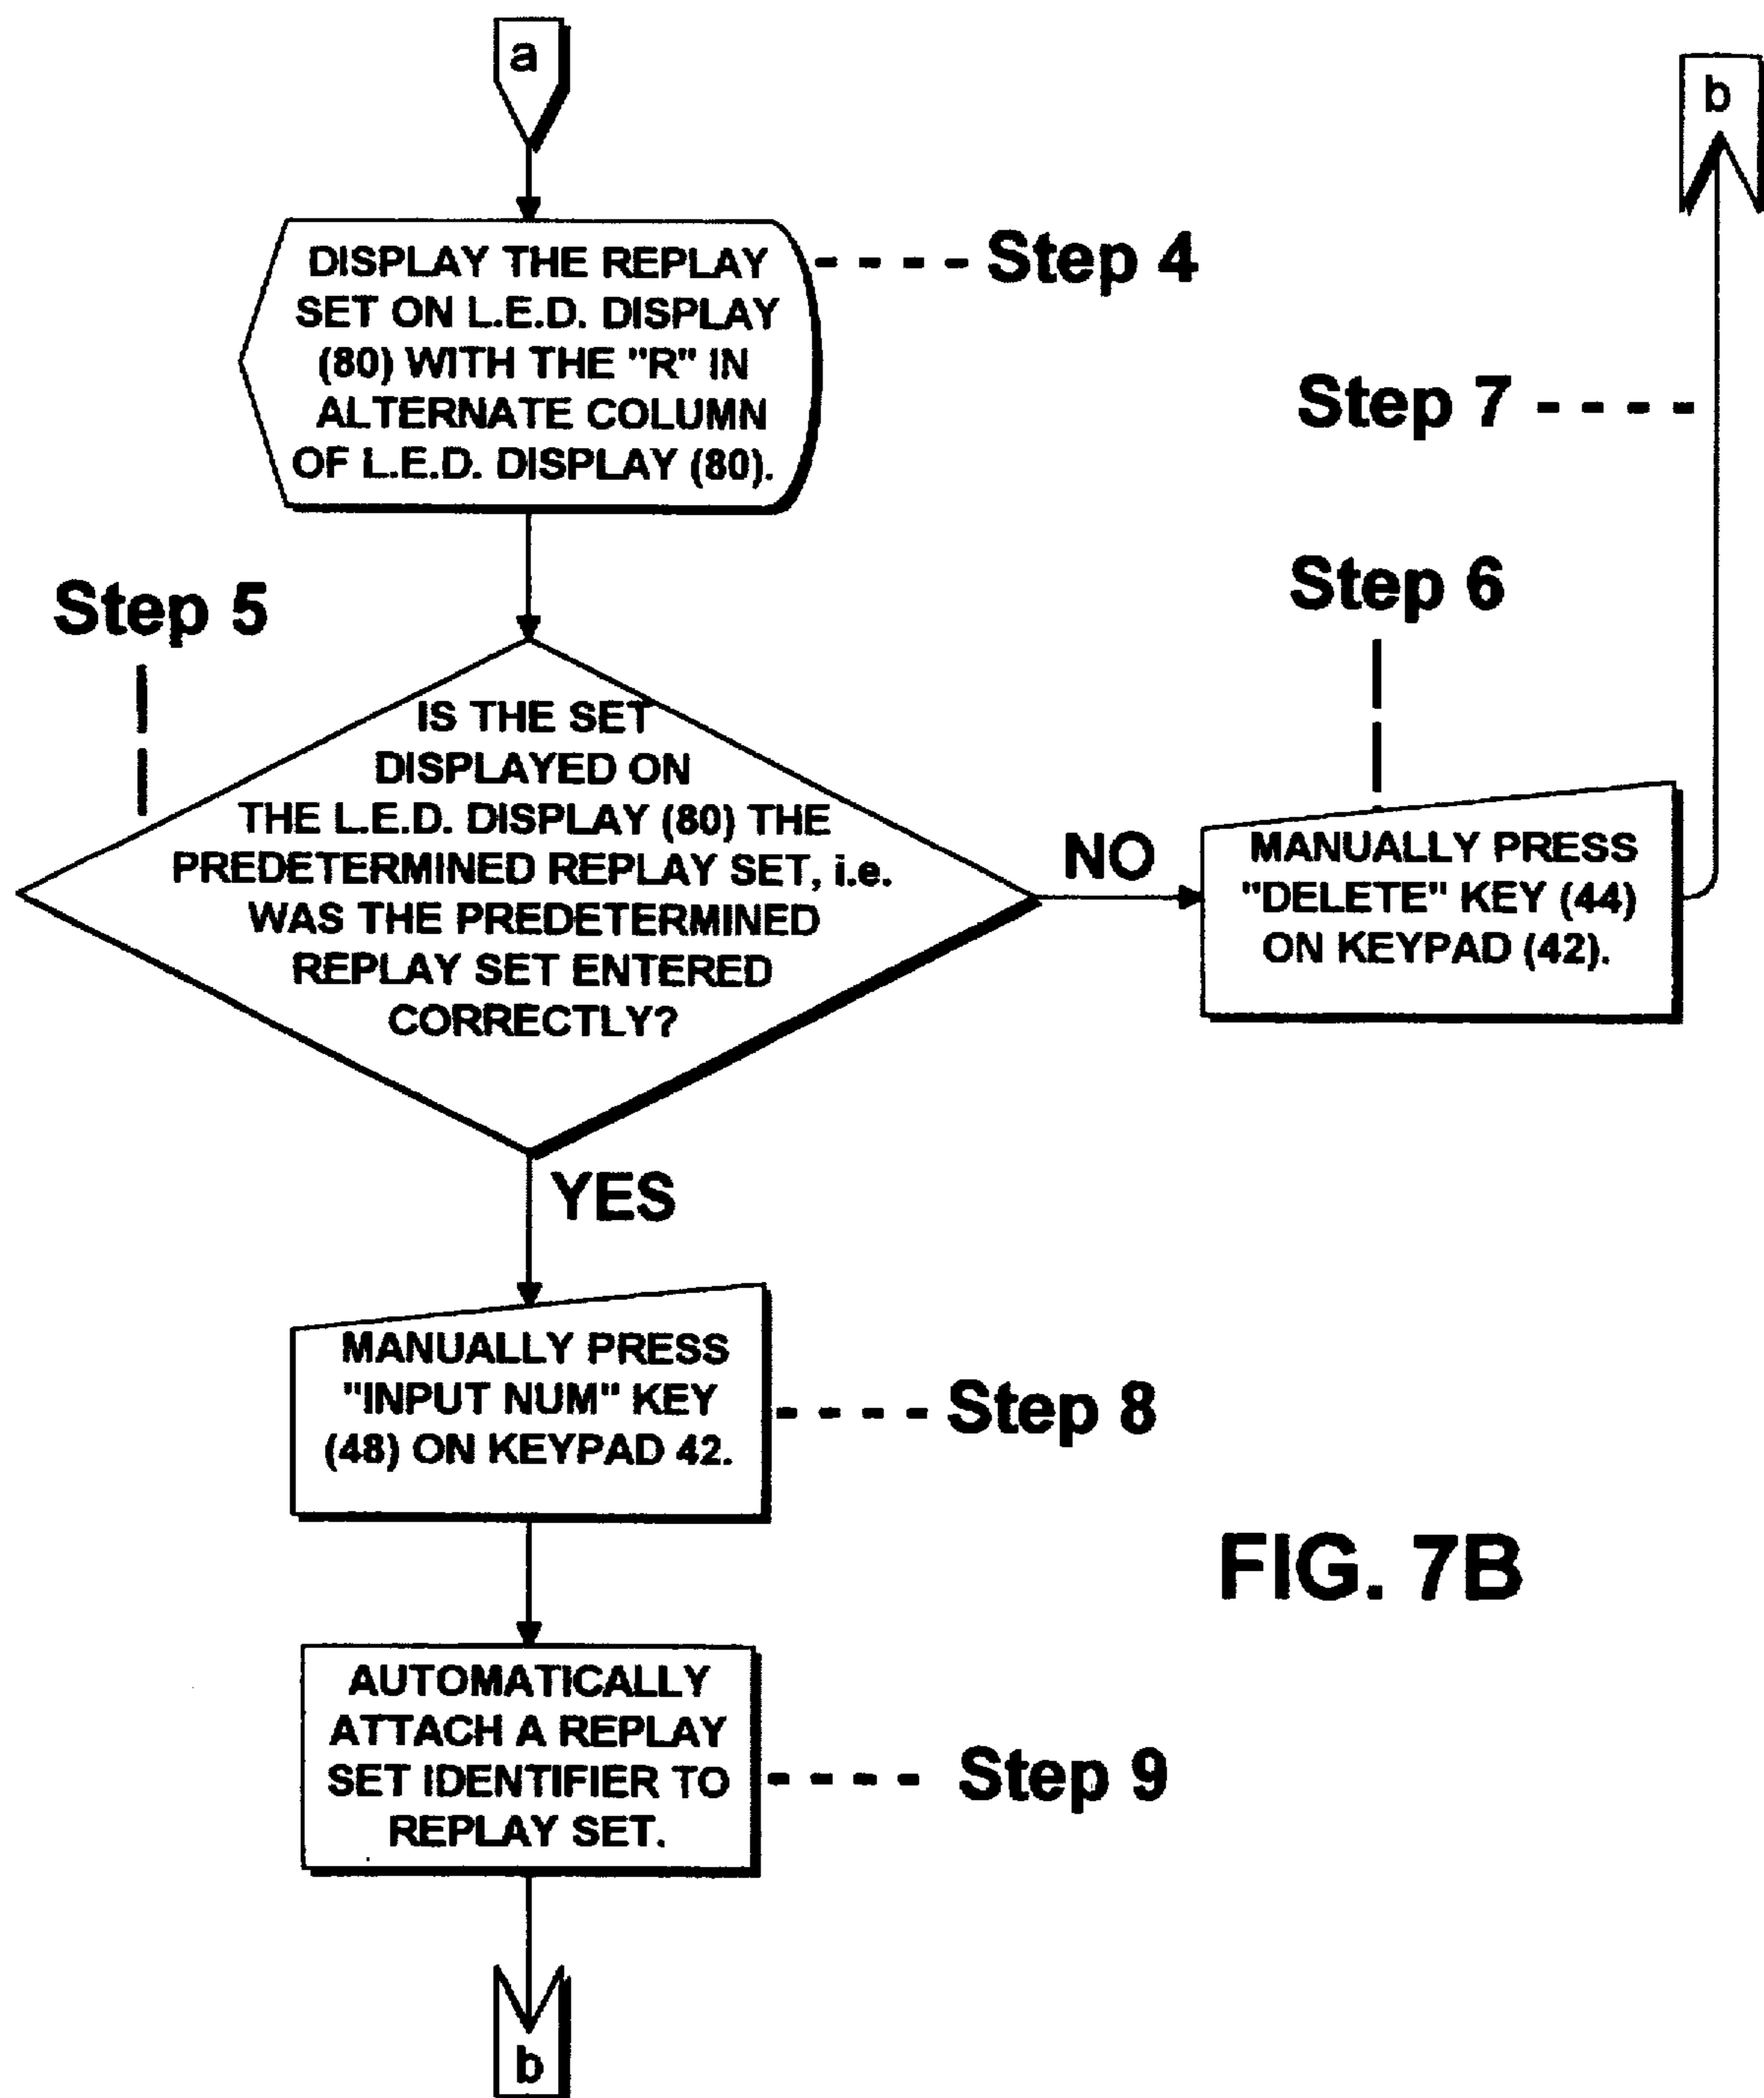 a
b
DISPLAY THE REPLAY
SET ON L.E.D. DISPLAY
(80) WITH THE "R" IN
ALTERNATE COLUMN
OF L.E.D. DISPLAY (80).
Step 4
Step 7
Step 5
Step 6
IS THE SET
DISPLAYED ON
THE L.E.D. DISPLAY (80) THE
PREDETERMINED REPLAY SET, i.e.
WAS THE PREDETERMINED
REPLAY SET ENTERED
CORRECTLY?
NO
MANUALLY PRESS
"DELETE" KEY (44)
ON KEYPAD (42).
YES
MANUALLY PRESS
"INPUT NUM" KEY
(48) ON KEYPAD 42.
Step 8
FIG. 7B
AUTOMATICALLY
ATTACH A REPLAY
SET IDENTIFIER TO
REPLAY SET.
Step 9
b